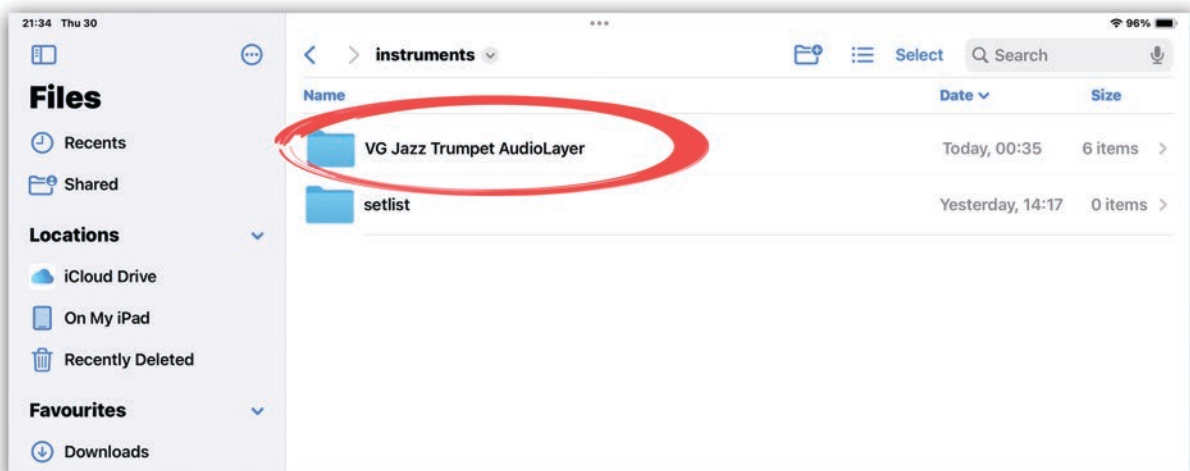 21:34 Thu 30
96%
instruments
Select
Search
Files
Name
Date
Size
Recents
VG Jazz Trumpet AudioLayer
Today, 00:35
6 items
Shared
setlist
Yesterday, 14:17
0 items
Locations
iCloud Drive
On My iPad
Recently Deleted
Favourites
Downloads